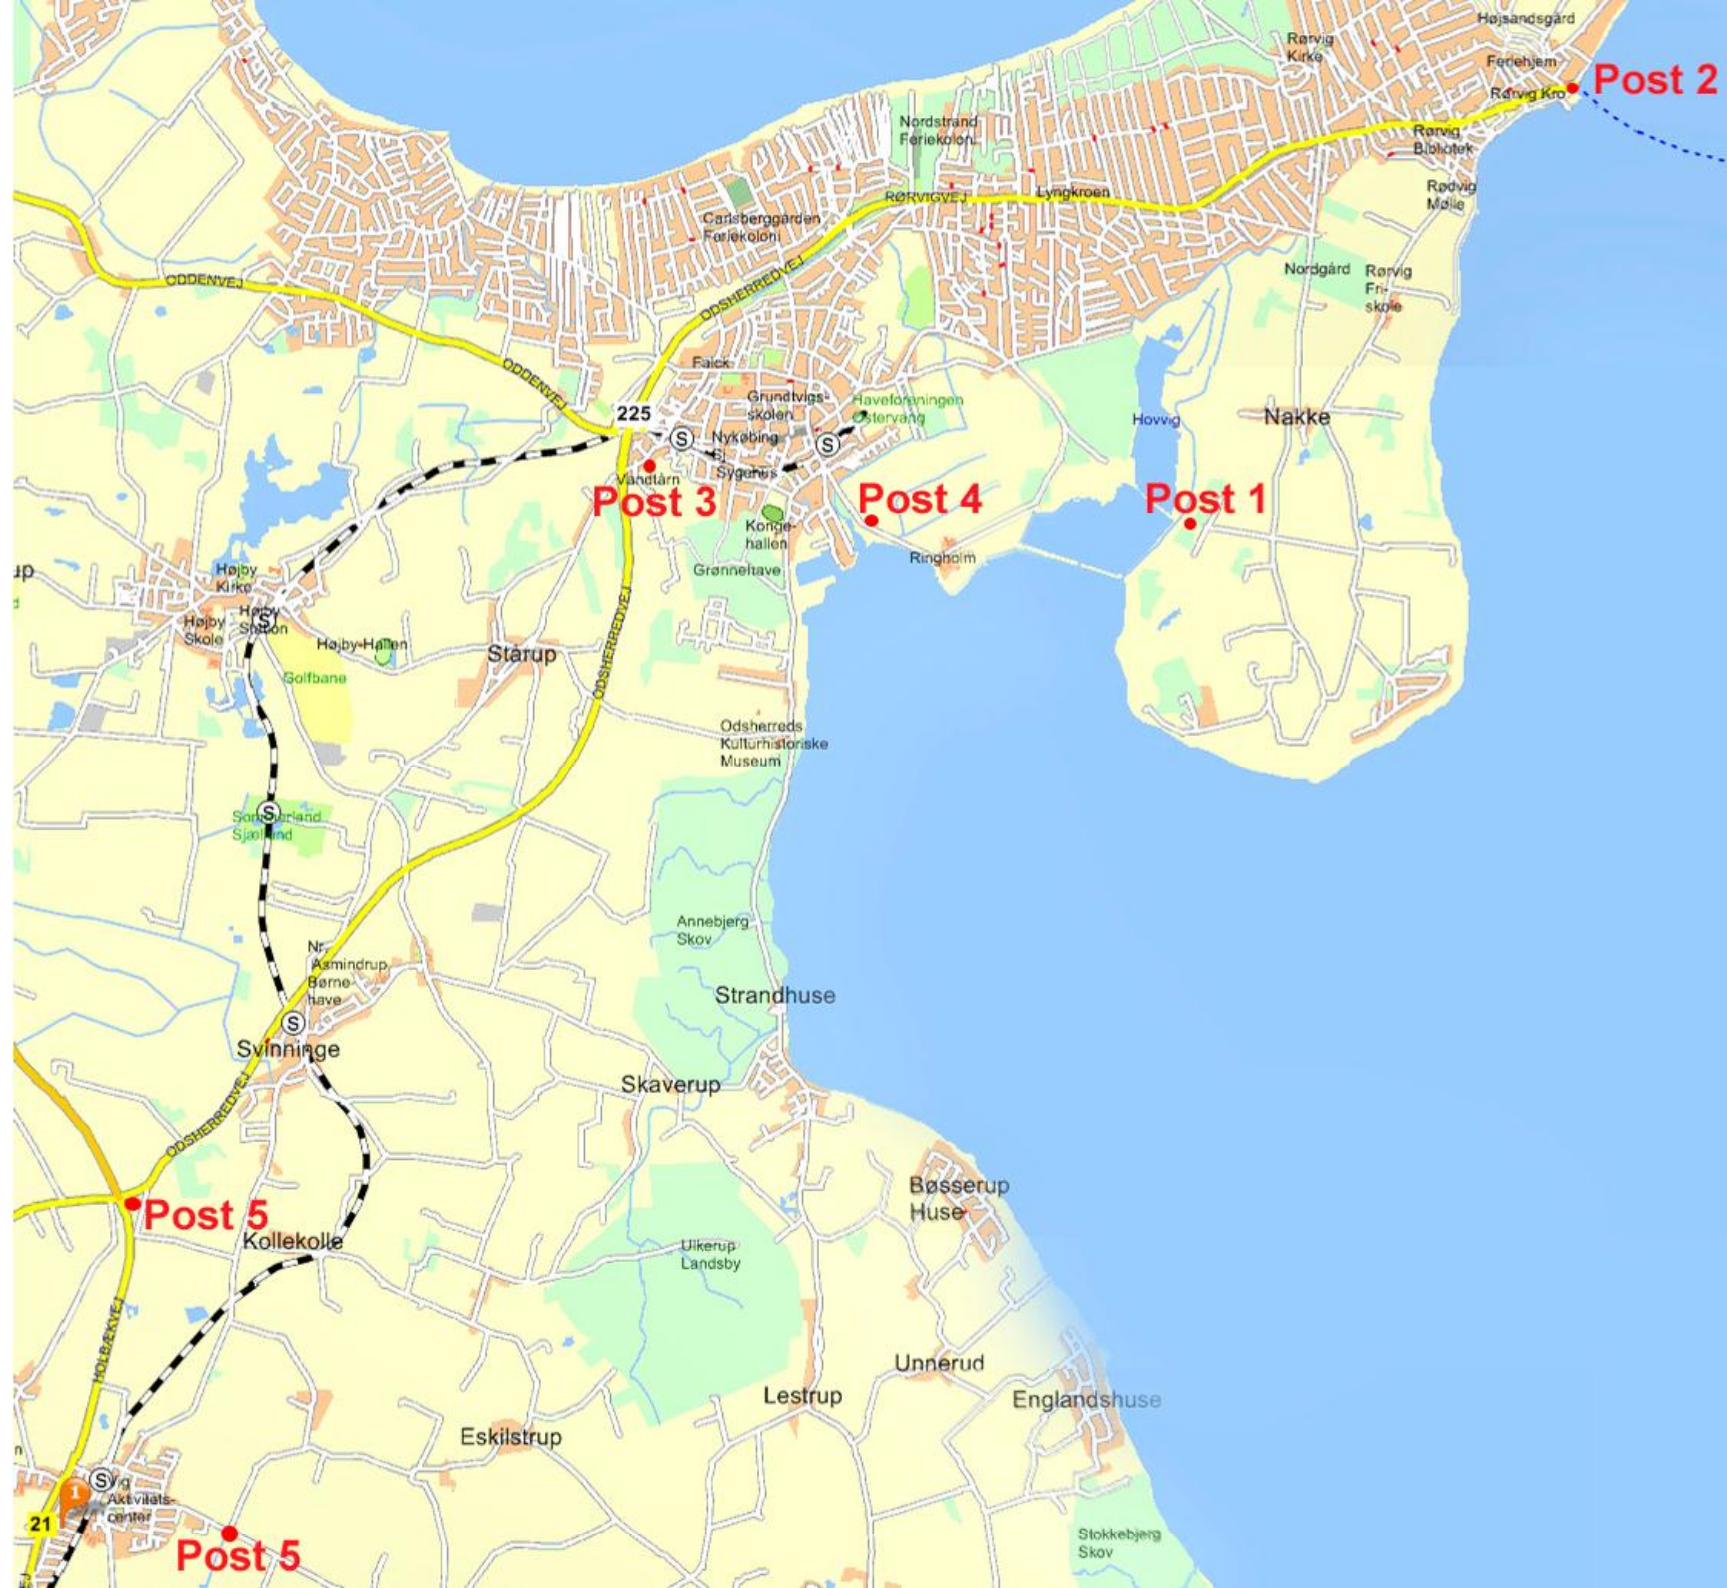 Højsandsgård
Rørvig
Kirke
Feriehjem
Post 2
Rørvig Kro
Nordstrand
Feriekoloni
Rørvig
Bibliotek
RØRVIGVEJ
Lyngkroen
Rødvig
Mølle
Carlsberggården
Feriekoloni
ODDENVEJ
ODSHERREDVEJ
Nordgård
Rørvig
Fri-
skole
Falck
ODDENVEJ
Grundtvigs-
skolen
Haveforeningen
Østervang
225
Hovvig
Nakke
S
Nykøbing
Sj
Sygehus
S
Vandtårn
Post 3
Post 4
Post 1
Konge-
hallen
Ringholm
Grønnehave
Højby
Kirke
Højby
Skole
Højby
Station
S
Højby-Hallen
Stårup
ODSHERREDVEJ
Golfbane
Odsherreds
Kulturhistoriske
Museum
S
Sommerland
Sjælland
Annebjerg
Skov
Nr.
Asmindrup
Børne-
have
Strandhuse
S
Svinninge
Skaverup
ODSHERREDVEJ
Bøsserup
Huse
Post 5
Kollekolle
Ulkerup
Landsby
HOLBÆKVEJ
Unnerud
Lestrup
Englandshuse
Eskilstrup
S
Vig
Aktivitets-
center
1
21
Post 5
Stokkebjerg
Skov